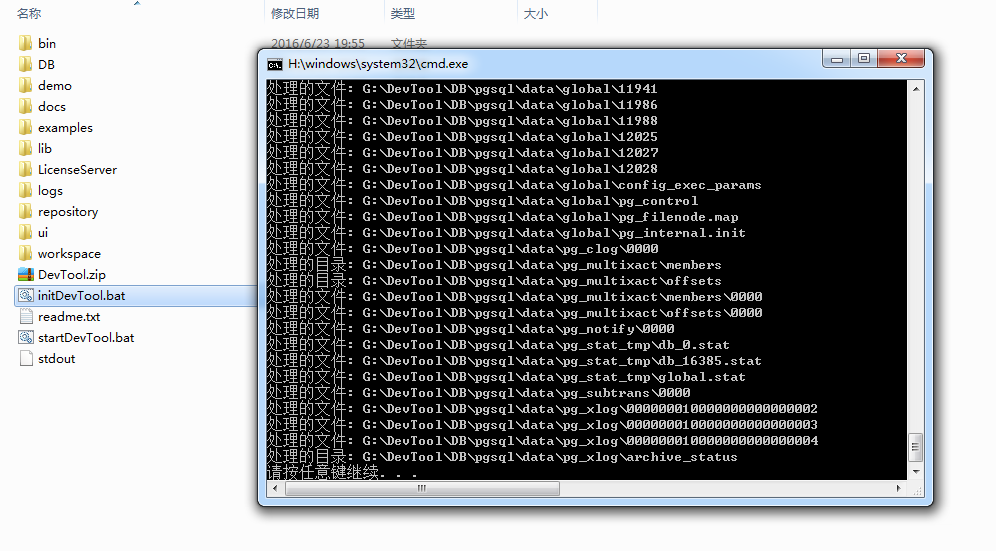 名称 修改日期 类型 大小
bin 2016/6/23 19:55 文件夹
DB
demo
docs
examples
lib
LicenseServer
logs
repository
ui
workspace
DevTool.zip
initDevTool.bat
readme.txt
startDevTool.bat
stdout
H:\windows\system32\cmd.exe
处理的文件: G:\DevTool\DB\pgsql\data\global\11941
处理的文件: G:\DevTool\DB\pgsql\data\global\11986
处理的文件: G:\DevTool\DB\pgsql\data\global\11988
处理的文件: G:\DevTool\DB\pgsql\data\global\12025
处理的文件: G:\DevTool\DB\pgsql\data\global\12027
处理的文件: G:\DevTool\DB\pgsql\data\global\12028
处理的文件: G:\DevTool\DB\pgsql\data\global\config_exec_params
处理的文件: G:\DevTool\DB\pgsql\data\global\pg_control
处理的文件: G:\DevTool\DB\pgsql\data\global\pg_filenode.map
处理的文件: G:\DevTool\DB\pgsql\data\global\pg_internal.init
处理的文件: G:\DevTool\DB\pgsql\data\pg_clog\0000
处理的目录: G:\DevTool\DB\pgsql\data\pg_multixact\members
处理的目录: G:\DevTool\DB\pgsql\data\pg_multixact\offsets
处理的文件: G:\DevTool\DB\pgsql\data\pg_multixact\members\0000
处理的文件: G:\DevTool\DB\pgsql\data\pg_multixact\offsets\0000
处理的文件: G:\DevTool\DB\pgsql\data\pg_notify\0000
处理的文件: G:\DevTool\DB\pgsql\data\pg_stat_tmp\db_0.stat
处理的文件: G:\DevTool\DB\pgsql\data\pg_stat_tmp\db_16385.stat
处理的文件: G:\DevTool\DB\pgsql\data\pg_stat_tmp\global.stat
处理的文件: G:\DevTool\DB\pgsql\data\pg_subtrans\0000
处理的文件: G:\DevTool\DB\pgsql\data\pg_xlog\000000010000000000000002
处理的文件: G:\DevTool\DB\pgsql\data\pg_xlog\000000010000000000000003
处理的文件: G:\DevTool\DB\pgsql\data\pg_xlog\000000010000000000000004
处理的目录: G:\DevTool\DB\pgsql\data\pg_xlog\archive_status
请按任意键继续. . .